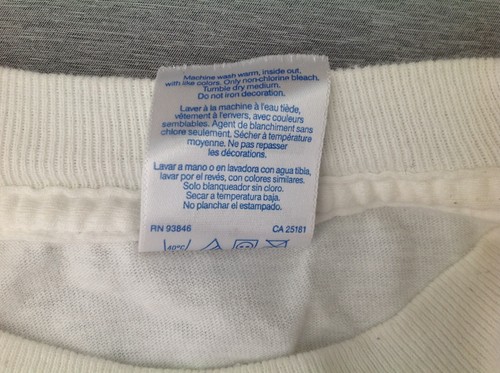 Machine wash warm, inside out,
with like colors. Only non-chlorine bleach.
Tumble dry medium.
Do not iron decoration.
Laver à la machine à l'eau tiède,
vêtement à l'envers, avec couleurs
semblables. Agent de blanchiment sans
chlore seulement. Sécher à température
moyenne. Ne pas repasser
les décorations.
Lavar a mano o en lavadora con agua tibia,
lavar por el revés, con colores similares.
Solo blanqueador sin cloro.
Secar a temperatura baja.
No planchar el estampado.
RN 93846 CA 25181
40°C